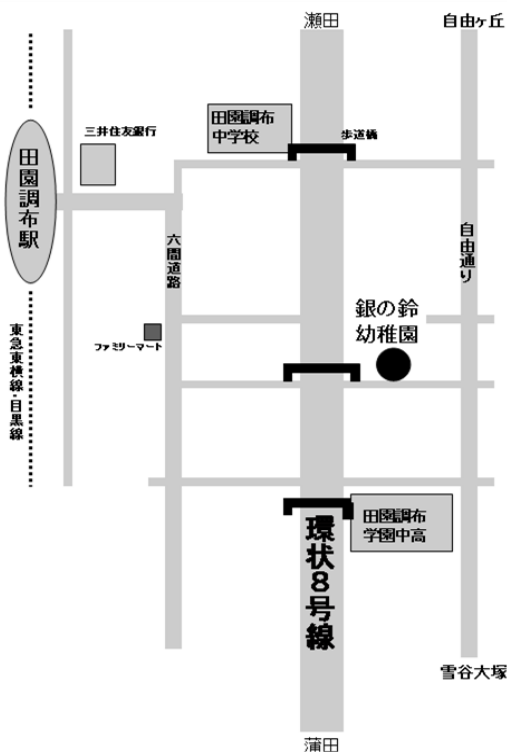 瀬田
自由ヶ丘
田園調布
中学校
歩道橋
三井住友銀行
田園調布駅
六間道路
自由通り
銀の鈴
幼稚園
ファミリーマート
東急東横線・目黒線
田園調布
学園中高
環状8号線
雪谷大塚
蒲田